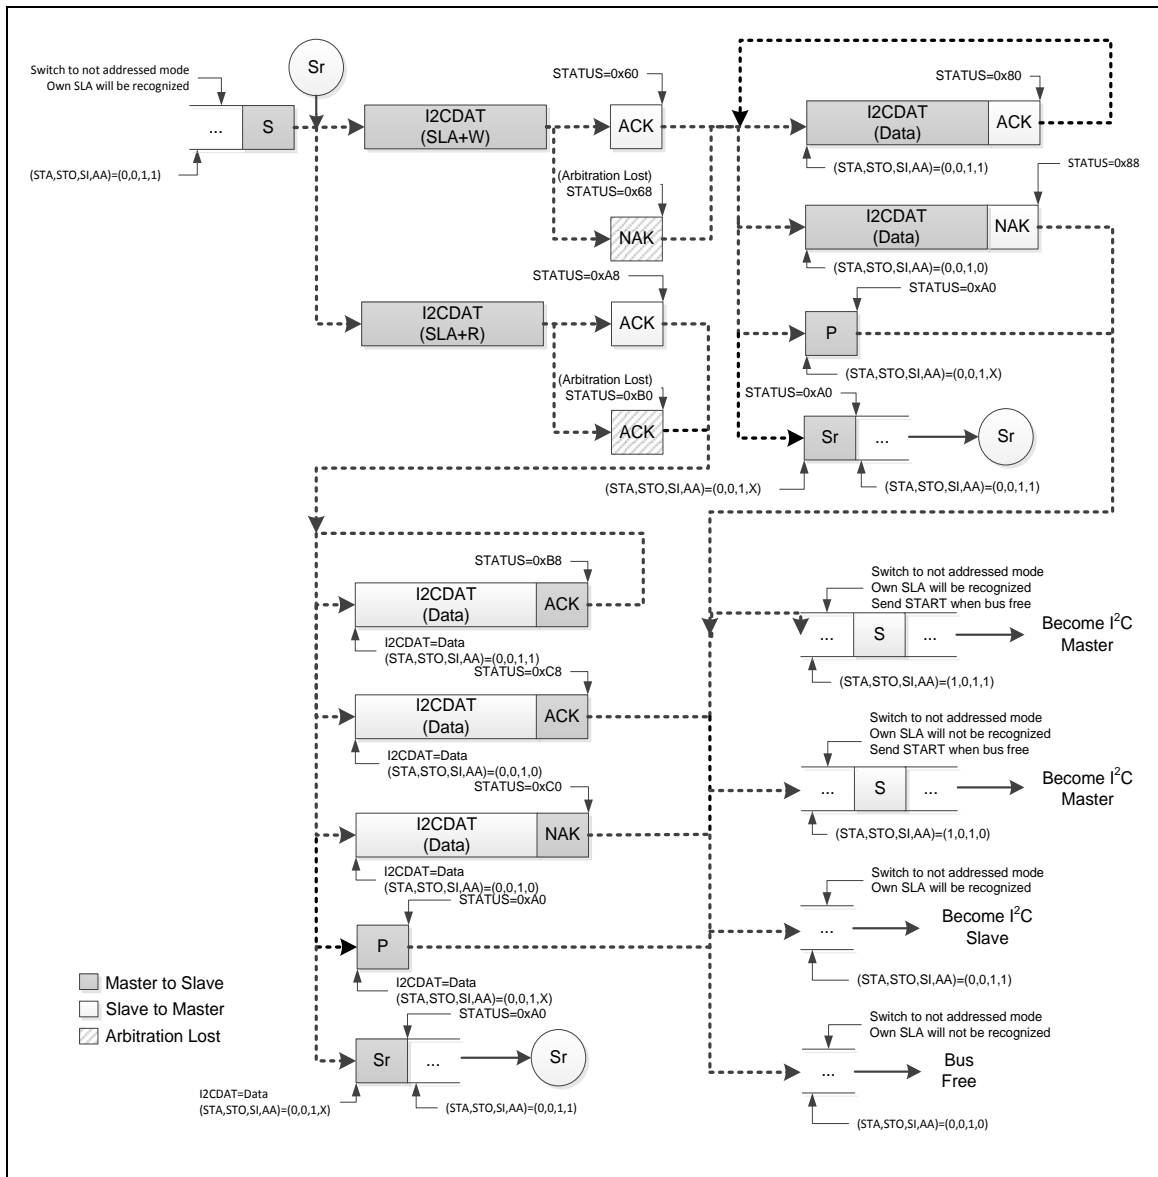 Switch to not addressed mode
Own SLA will be recognized
...
S
(STA,STO,SI,AA)=(0,0,1,1)
Sr
I2CDAT
(SLA+W)
STATUS=0x60
ACK
(Arbitration Lost)
STATUS=0x68
NAK
I2CDAT
(SLA+R)
STATUS=0xA8
ACK
(Arbitration Lost)
STATUS=0xB0
ACK
STATUS=0x80
I2CDAT
(Data)
ACK
(STA,STO,SI,AA)=(0,0,1,1)
STATUS=0x88
I2CDAT
(Data)
NAK
(STA,STO,SI,AA)=(0,0,1,0)
STATUS=0xA0
P
(STA,STO,SI,AA)=(0,0,1,X)
STATUS=0xA0
Sr
...
Sr
(STA,STO,SI,AA)=(0,0,1,X)
(STA,STO,SI,AA)=(0,0,1,1)
STATUS=0xB8
I2CDAT
(Data)
ACK
I2CDAT=Data
(STA,STO,SI,AA)=(0,0,1,1)
STATUS=0xC8
I2CDAT
(Data)
ACK
I2CDAT=Data
(STA,STO,SI,AA)=(0,0,1,0)
STATUS=0xC0
I2CDAT
(Data)
NAK
I2CDAT=Data
(STA,STO,SI,AA)=(0,0,1,0)
STATUS=0xA0
P
I2CDAT=Data
(STA,STO,SI,AA)=(0,0,1,X)
STATUS=0xA0
Sr
...
Sr
I2CDAT=Data
(STA,STO,SI,AA)=(0,0,1,X)
(STA,STO,SI,AA)=(0,0,1,1)
Switch to not addressed mode
Own SLA will be recognized
Send START when bus free
...
S
...
Become I²C
Master
(STA,STO,SI,AA)=(1,0,1,1)
Switch to not addressed mode
Own SLA will not be recognized
Send START when bus free
...
S
...
Become I²C
Master
(STA,STO,SI,AA)=(1,0,1,0)
Switch to not addressed mode
Own SLA will be recognized
...
Become I²C
Slave
(STA,STO,SI,AA)=(0,0,1,1)
Switch to not addressed mode
Own SLA will not be recognized
...
Bus
Free
(STA,STO,SI,AA)=(0,0,1,0)
Master to Slave
Slave to Master
Arbitration Lost